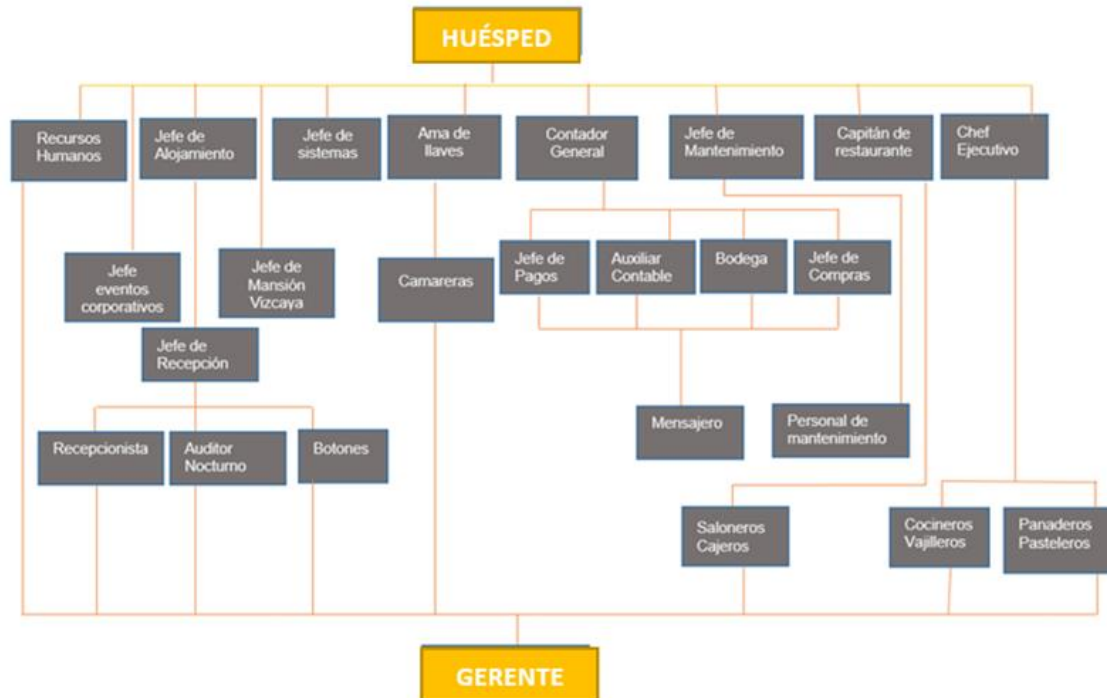 HUÉSPED
Recursos
Humanos
Jefe de
Alojamiento
Jefe de
sistemas
Ama de
llaves
Contador
General
Jefe de
Mantenimiento
Capitán de
restaurante
Chef
Ejecutivo
Jefe
eventos
corporativos
Jefe de
Mansión
Vizcaya
Camareras
Jefe de
Pagos
Auxiliar
Contable
Bodega
Jefe de
Compras
Jefe de
Recepción
Mensajero
Personal de
mantenimiento
Recepcionista
Auditor
Nocturno
Botones
Saloneros
Cajeros
Cocineros
Vajilleros
Panaderos
Pasteleros
GERENTE